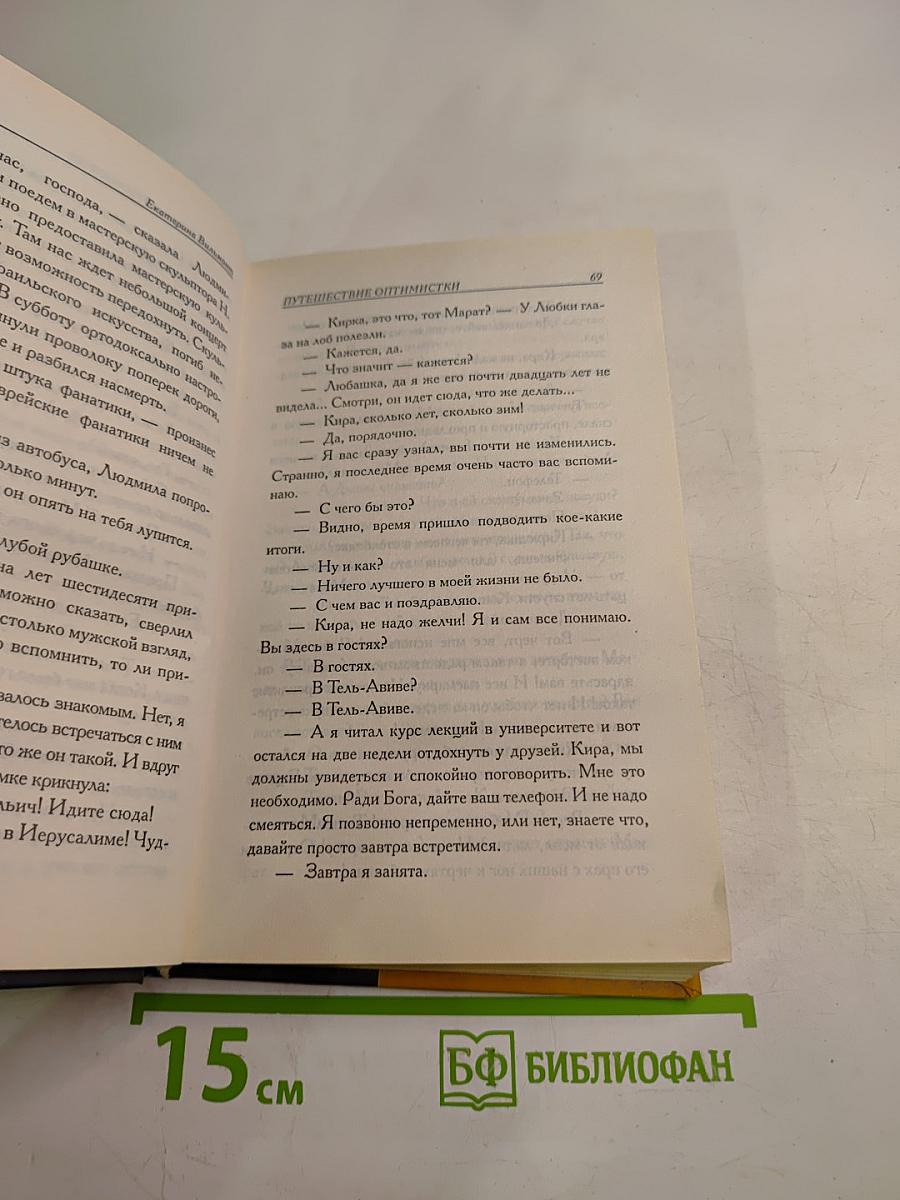 Екатерина Вильмонт
час, господа, — сказала Людми-
и поедем в мастерскую скульптора Н.
но предоставила мастерскую куль-
. Там нас ждет небольшой концерт
возможность передохнуть. Скуль-
раильского искусства, погиб не-
В субботу ортодоксально настро-
нули проволоку поперек дороги,
е и разбился насмерть.
штука фанатики, — произнес
врейские фанатики ничем не
из автобуса, Людмила попро-
олько минут.
он опять на тебя лупится.
лубой рубашке.
на лет шестидесяти при-
можно сказать, сверлил
столько мужской взгляд,
о вспомнить, то ли при-
залось знакомым. Нет, я
телось встречаться с ним
то же он такой. И вдруг
мке крикнула:
льич! Идите сюда!
в Иерусалиме! Чуд-
ПУТЕШЕСТВИЕ ОПТИМИСТКИ 69
— Кирка, это что, тот Марат? — У Любки гла-
за на лоб полезли.
— Кажется, да.
— Что значит — кажется?
— Любашка, да я же его почти двадцать лет не
видела... Смотри, он идет сюда, что же делать...
— Кира, сколько лет, сколько зим!
— Да, порядочно.
— Я вас сразу узнал, вы почти не изменились.
Странно, я последнее время очень часто вас вспоми-
наю.
— С чего бы это?
— Видно, время пришло подводить кое-какие
итоги.
— Ну и как?
— Ничего лучшего в моей жизни не было.
— С чем вас и поздравляю.
— Кира, не надо желчи! Я и сам все понимаю.
Вы здесь в гостях?
— В гостях.
— В Тель-Авиве?
— В Тель-Авиве.
— А я читал курс лекций в университете и вот
остался на две недели отдохнуть у друзей. Кира, мы
должны увидеться и спокойно поговорить. Мне это
необходимо. Ради Бога, дайте ваш телефон. И не надо
смеяться. Я позвоню непременно, или нет, знаете что,
давайте просто завтра встретимся.
— Завтра я занята.
15 см БФ БИБЛИОФАН